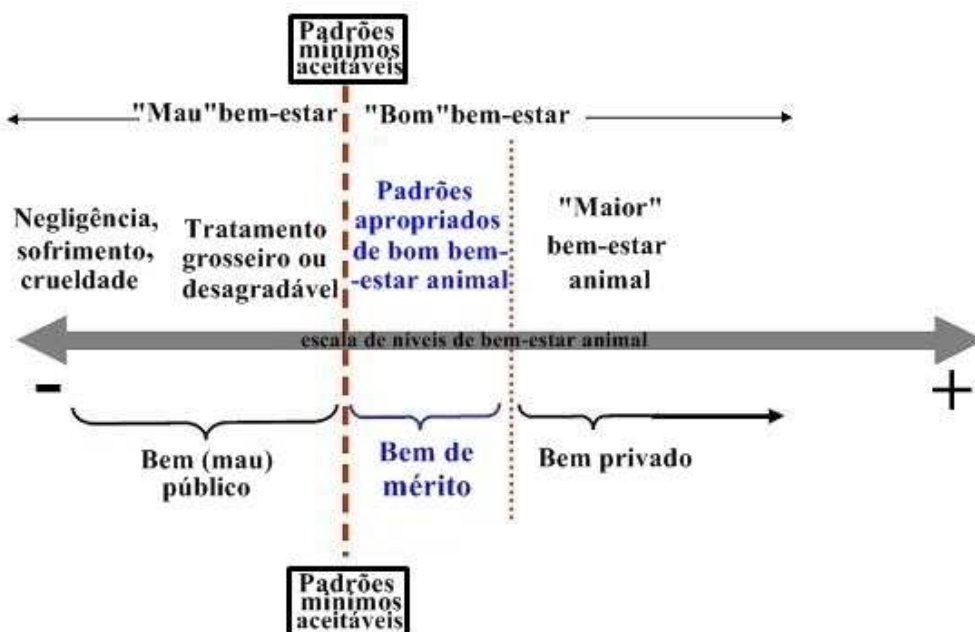 Padrões
mínimos
aceitáveis
"Mau"bem-estar
"Bom"bem-estar
Negligência,
sofrimento,
crueldade
Tratamento
grosseiro ou
desagradável
Padrões
apropriados
de bom bem-
-estar animal
"Maior"
bem-estar
animal
escala de níveis de bem-estar animal
-
+
Bem (mau)
público
Bem de
mérito
Bem privado
Padrões
mínimos
aceitáveis